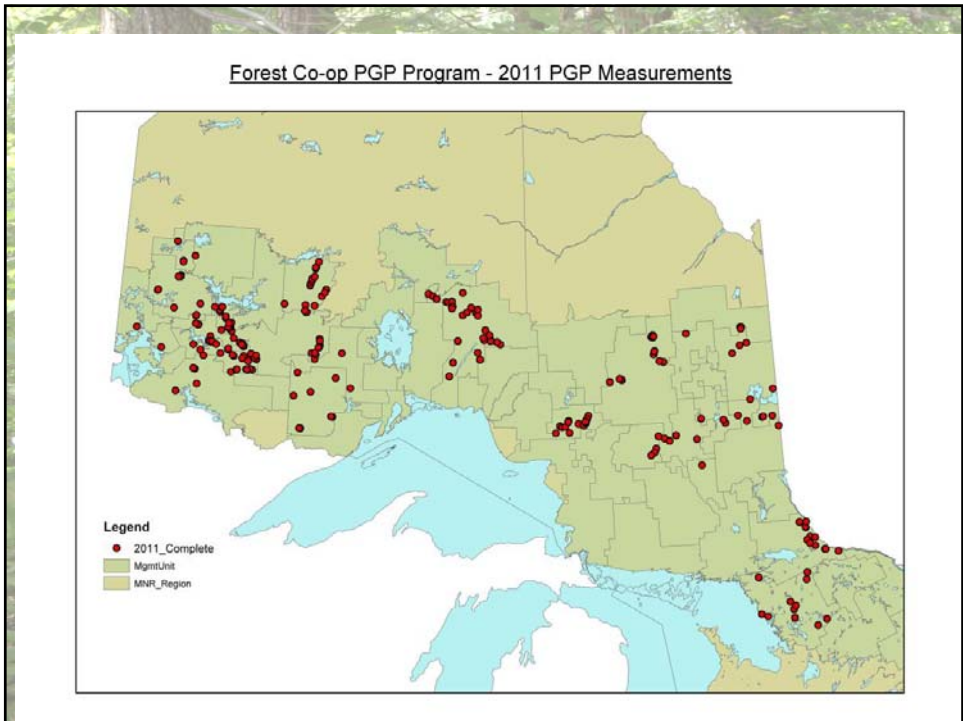 Forest Co-op PGP Program - 2011 PGP Measurements
Legend
2011_Complete
MgmtUnit
MNR_Region